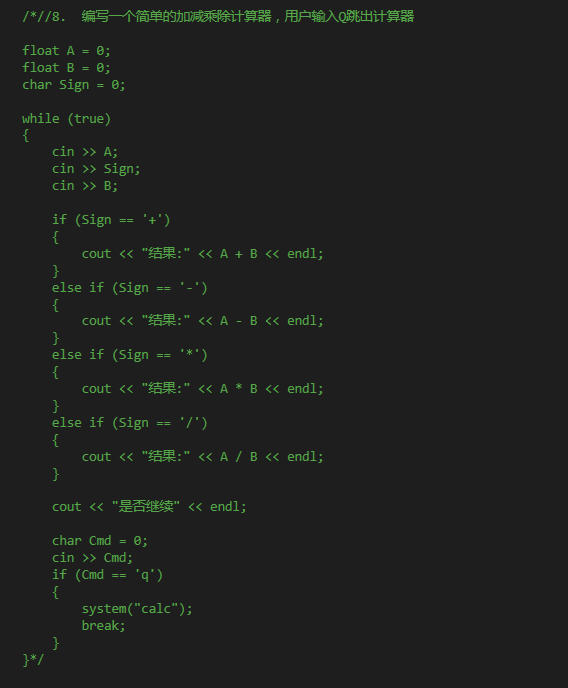 /*//8.  编写一个简单的加减乘除计算器，用户输入Q跳出计算器
float A = 0;
float B = 0;
char Sign = 0;
while (true)
{
    cin >> A;
    cin >> Sign;
    cin >> B;
    if (Sign == '+')
    {
        cout << "结果:" << A + B << endl;
    }
    else if (Sign == '-')
    {
        cout << "结果:" << A - B << endl;
    }
    else if (Sign == '*')
    {
        cout << "结果:" << A * B << endl;
    }
    else if (Sign == '/')
    {
        cout << "结果:" << A / B << endl;
    }
    cout << "是否继续" << endl;
    char Cmd = 0;
    cin >> Cmd;
    if (Cmd == 'q')
    {
        system("calc");
        break;
    }
}*/